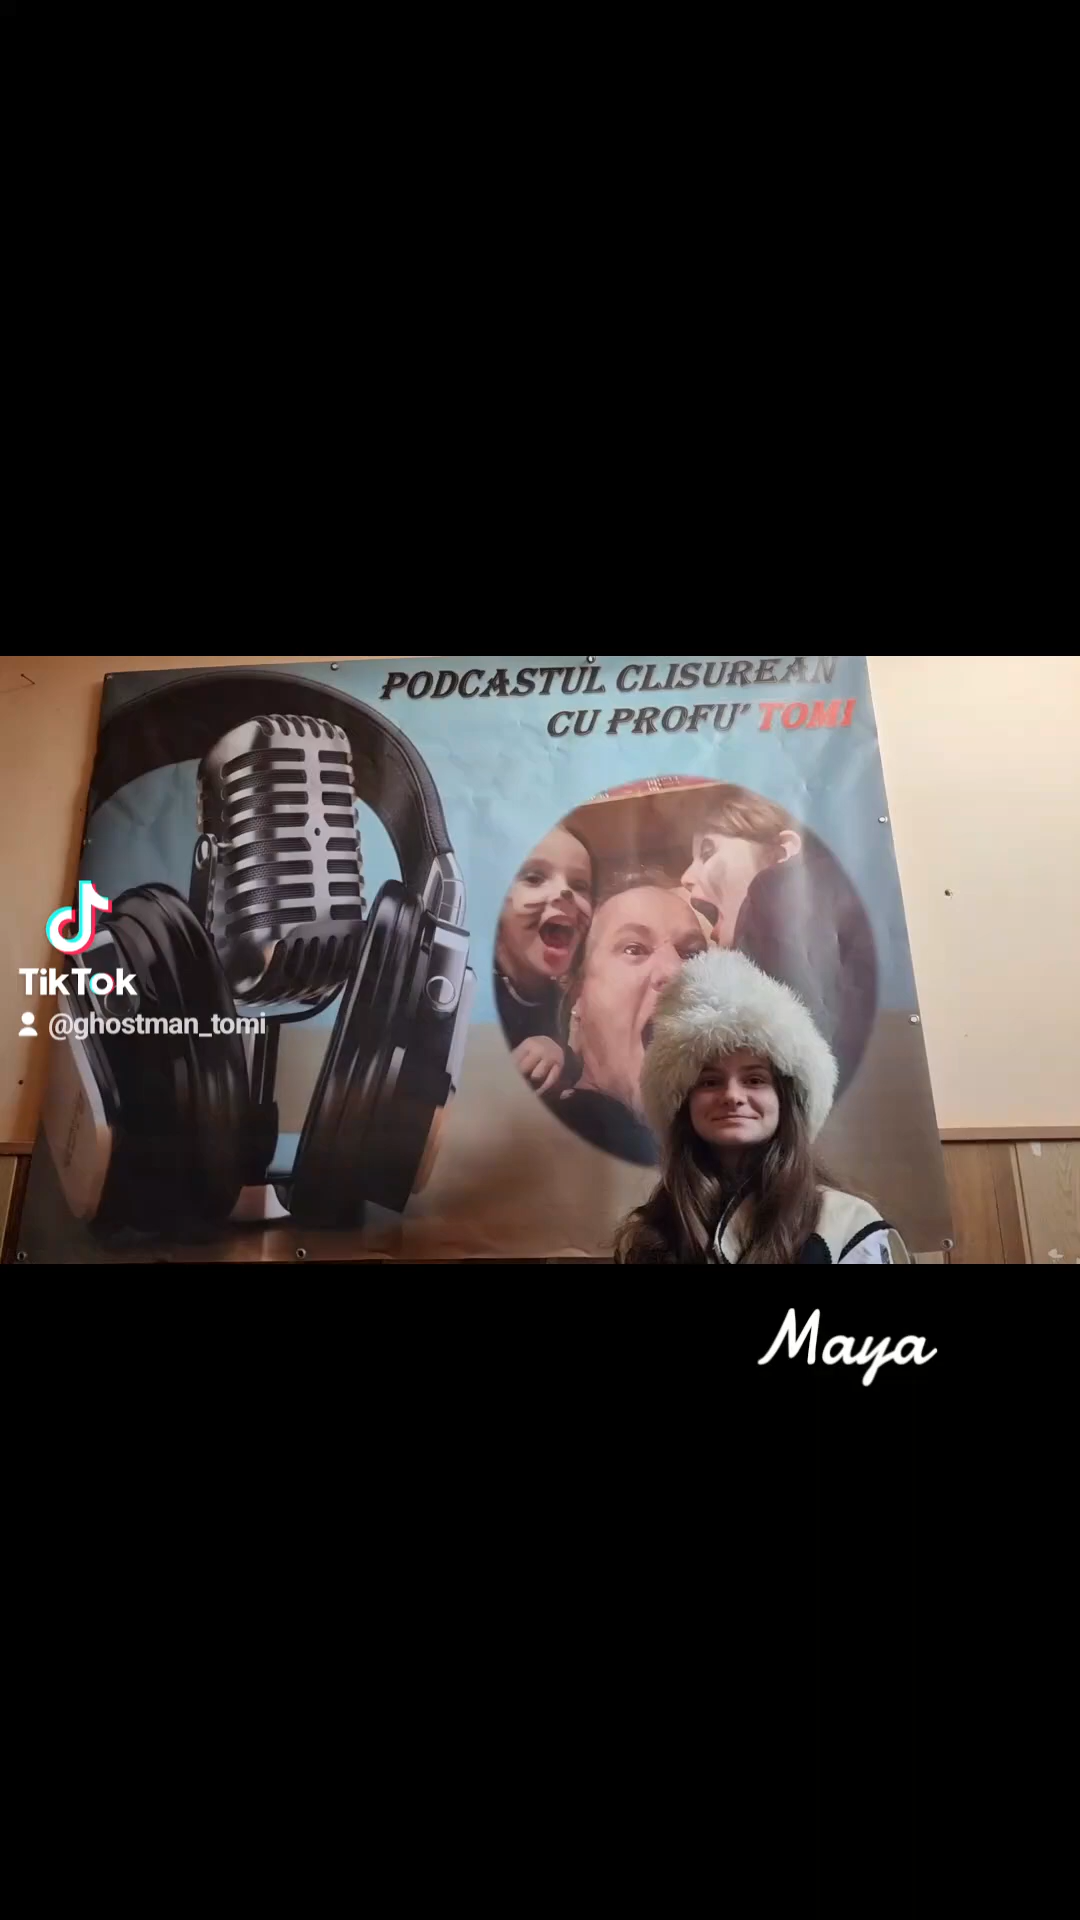 PODCASTUL CLISUREAN
CU PROFU' TOMI
TikTok
@ghostman_tomi
Maya